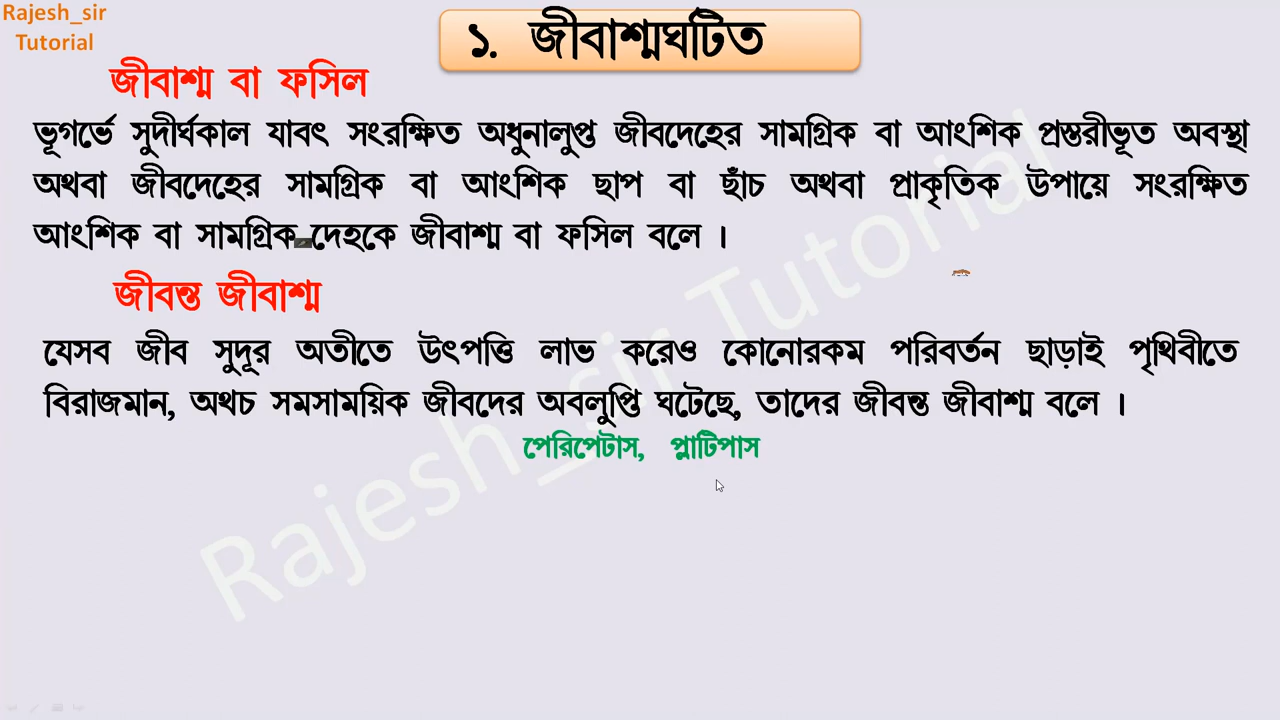 Rajesh_sir
Tutorial
১. জীবাশ্মঘটিত
জীবাশ্ম বা ফসিল
ভূগর্ভে সুদীর্ঘকাল যাবৎ সংরক্ষিত অধুনালুপ্ত জীবদেহের সামগ্রিক বা আংশিক প্রস্তরীভূত অবস্থা
অথবা জীবদেহের সামগ্রিক বা আংশিক ছাপ বা ছাঁচ অথবা প্রাকৃতিক উপায়ে সংরক্ষিত
আংশিক বা সামগ্রিক দেহকে জীবাশ্ম বা ফসিল বলে ।
জীবন্ত জীবাশ্ম
যেসব জীব সুদূর অতীতে উৎপত্তি লাভ করেও কোনোরকম পরিবর্তন ছাড়াই পৃথিবীতে
বিরাজমান, অথচ সমসাময়িক জীবদের অবলুপ্তি ঘটেছে, তাদের জীবন্ত জীবাশ্ম বলে ।
পেরিপেটাস, প্লাটিপাস
Rajesh_sir Tutorial